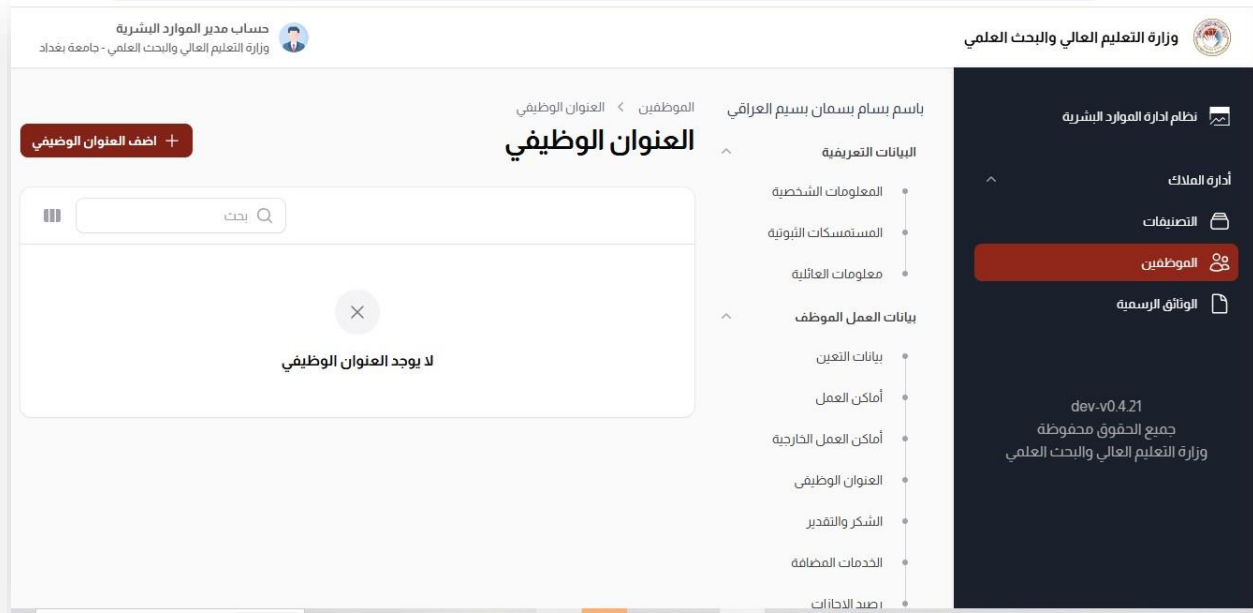 وزارة التعليم العالي والبحث العلمي
حساب مدير الموارد البشرية
وزارة التعليم العالي والبحث العلمي - جامعة بغداد
نظام ادارة الموارد البشرية
أدارة الملاك
التصنيفات
الموظفين
الوثائق الرسمية
dev-v0.4.21
جميع الحقوق محفوظة
وزارة التعليم العالي والبحث العلمي
باسم بسام بسمان بسيم العراقي
البيانات التعريفية
المعلومات الشخصية
المستمسكات الثبوتية
معلومات العائلية
بيانات العمل الموظف
بيانات التعين
أماكن العمل
أماكن العمل الخارجية
العنوان الوظيفي
الشكر والتقدير
الخدمات المضافة
رصيد الاجازات
الموظفين > العنوان الوظيفي
العنوان الوظيفي
+ اضف العنوان الوضيفي
بحث
لا يوجد العنوان الوظيفي